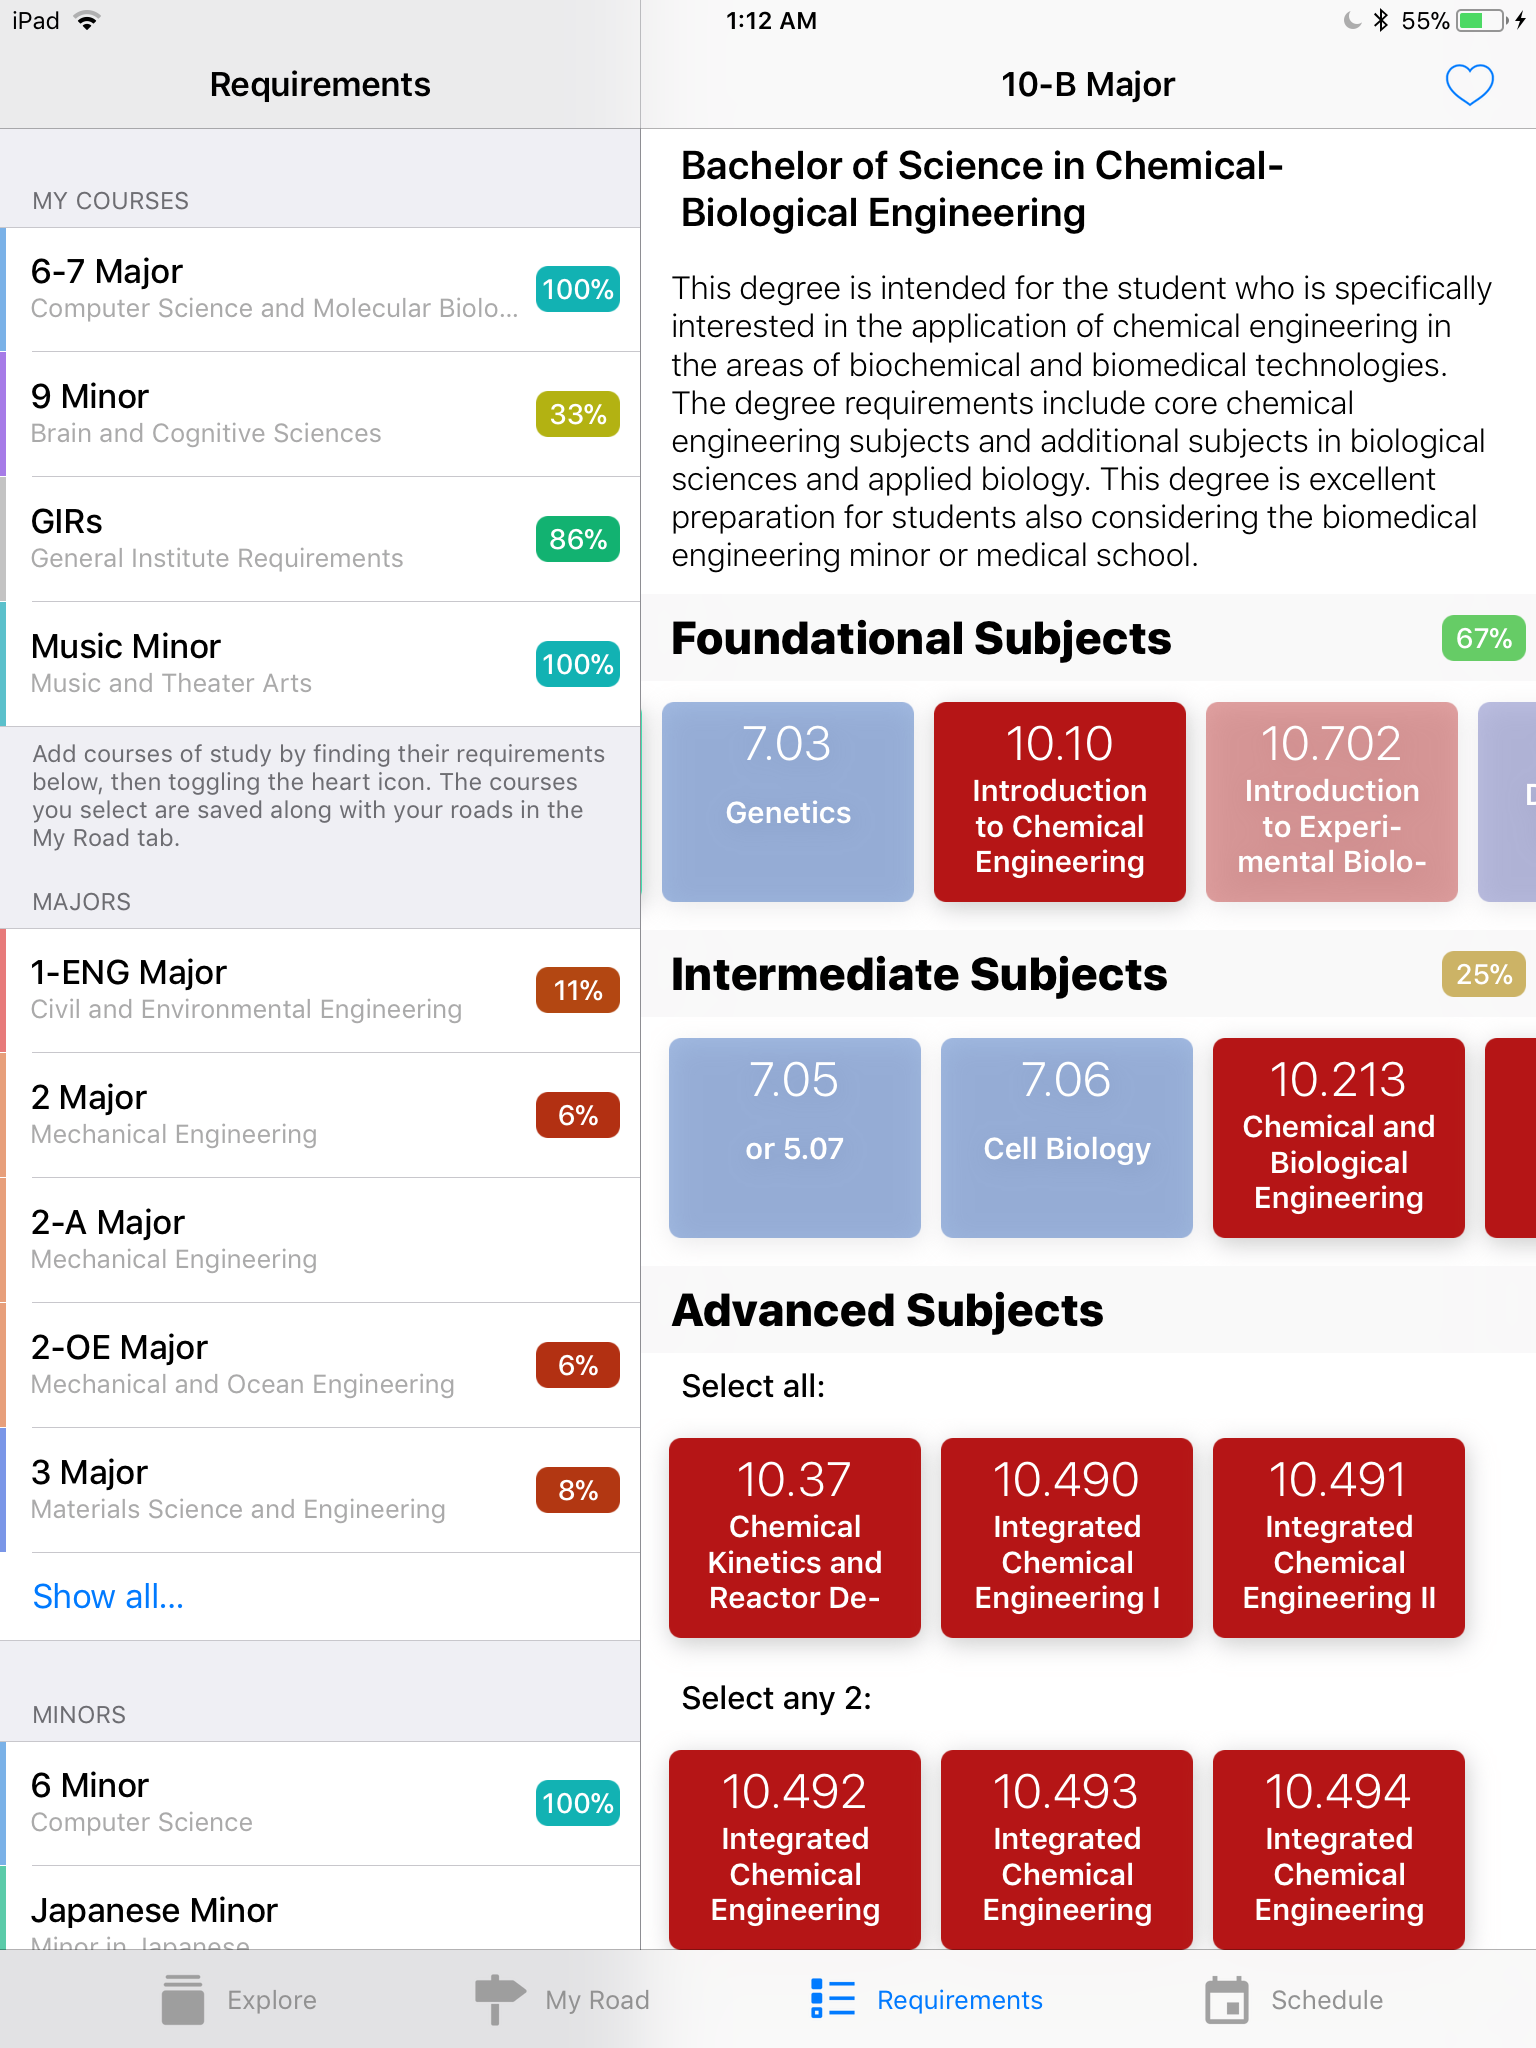 iPad
1:12 AM
55%
Requirements
MY COURSES
6-7 Major
Computer Science and Molecular Biolo...
100%
9 Minor
Brain and Cognitive Sciences
33%
GIRs
General Institute Requirements
86%
Music Minor
Music and Theater Arts
100%
Add courses of study by finding their requirements
below, then toggling the heart icon. The courses
you select are saved along with your roads in the
My Road tab.
MAJORS
1-ENG Major
Civil and Environmental Engineering
11%
2 Major
Mechanical Engineering
6%
2-A Major
Mechanical Engineering
2-OE Major
Mechanical and Ocean Engineering
6%
3 Major
Materials Science and Engineering
8%
Show all...
MINORS
6 Minor
Computer Science
100%
Japanese Minor
Minor in Japanese
10-B Major
Bachelor of Science in Chemical-
Biological Engineering
This degree is intended for the student who is specifically
interested in the application of chemical engineering in
the areas of biochemical and biomedical technologies.
The degree requirements include core chemical
engineering subjects and additional subjects in biological
sciences and applied biology. This degree is excellent
preparation for students also considering the biomedical
engineering minor or medical school.
Foundational Subjects
67%
7.03
Genetics
10.10
Introduction
to Chemical
Engineering
10.702
Introduction
to Experi-
mental Biolo-
Intermediate Subjects
25%
7.05
or 5.07
7.06
Cell Biology
10.213
Chemical and
Biological
Engineering
Advanced Subjects
Select all:
10.37
Chemical
Kinetics and
Reactor De-
10.490
Integrated
Chemical
Engineering I
10.491
Integrated
Chemical
Engineering II
Select any 2:
10.492
Integrated
Chemical
Engineering
10.493
Integrated
Chemical
Engineering
10.494
Integrated
Chemical
Engineering
Explore
My Road
Requirements
Schedule